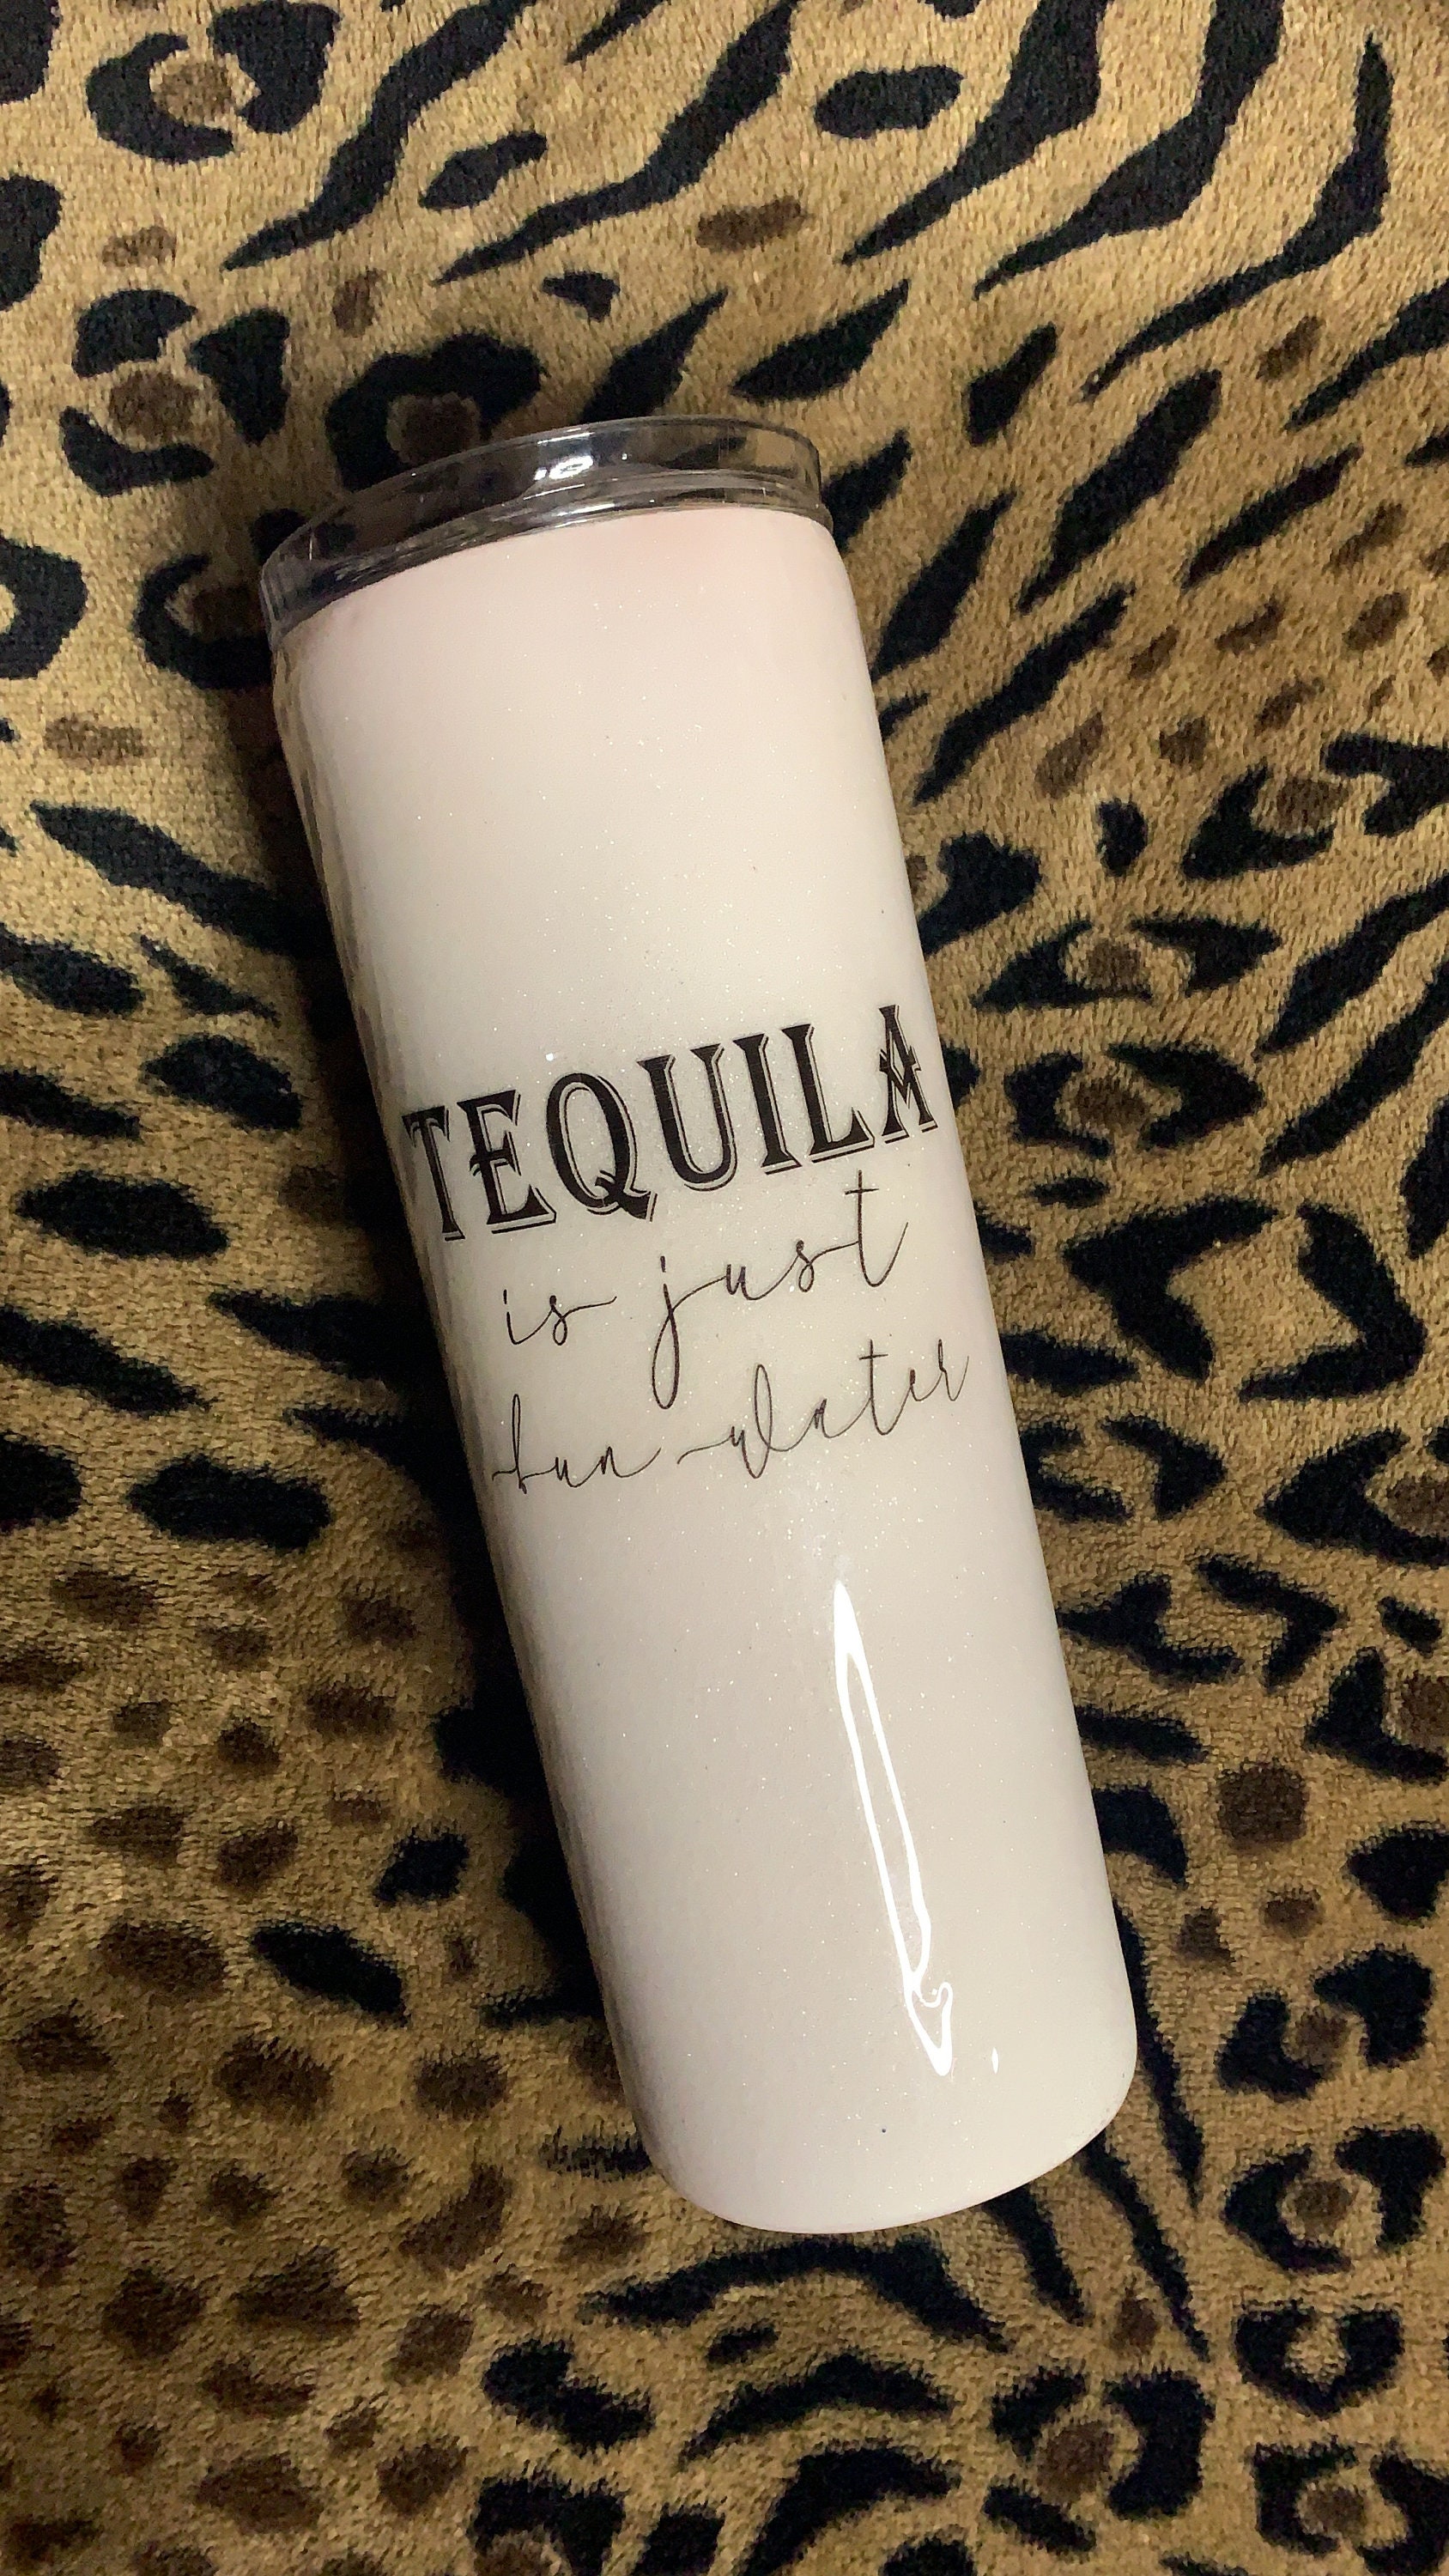 TEQUILA
is just
fun water